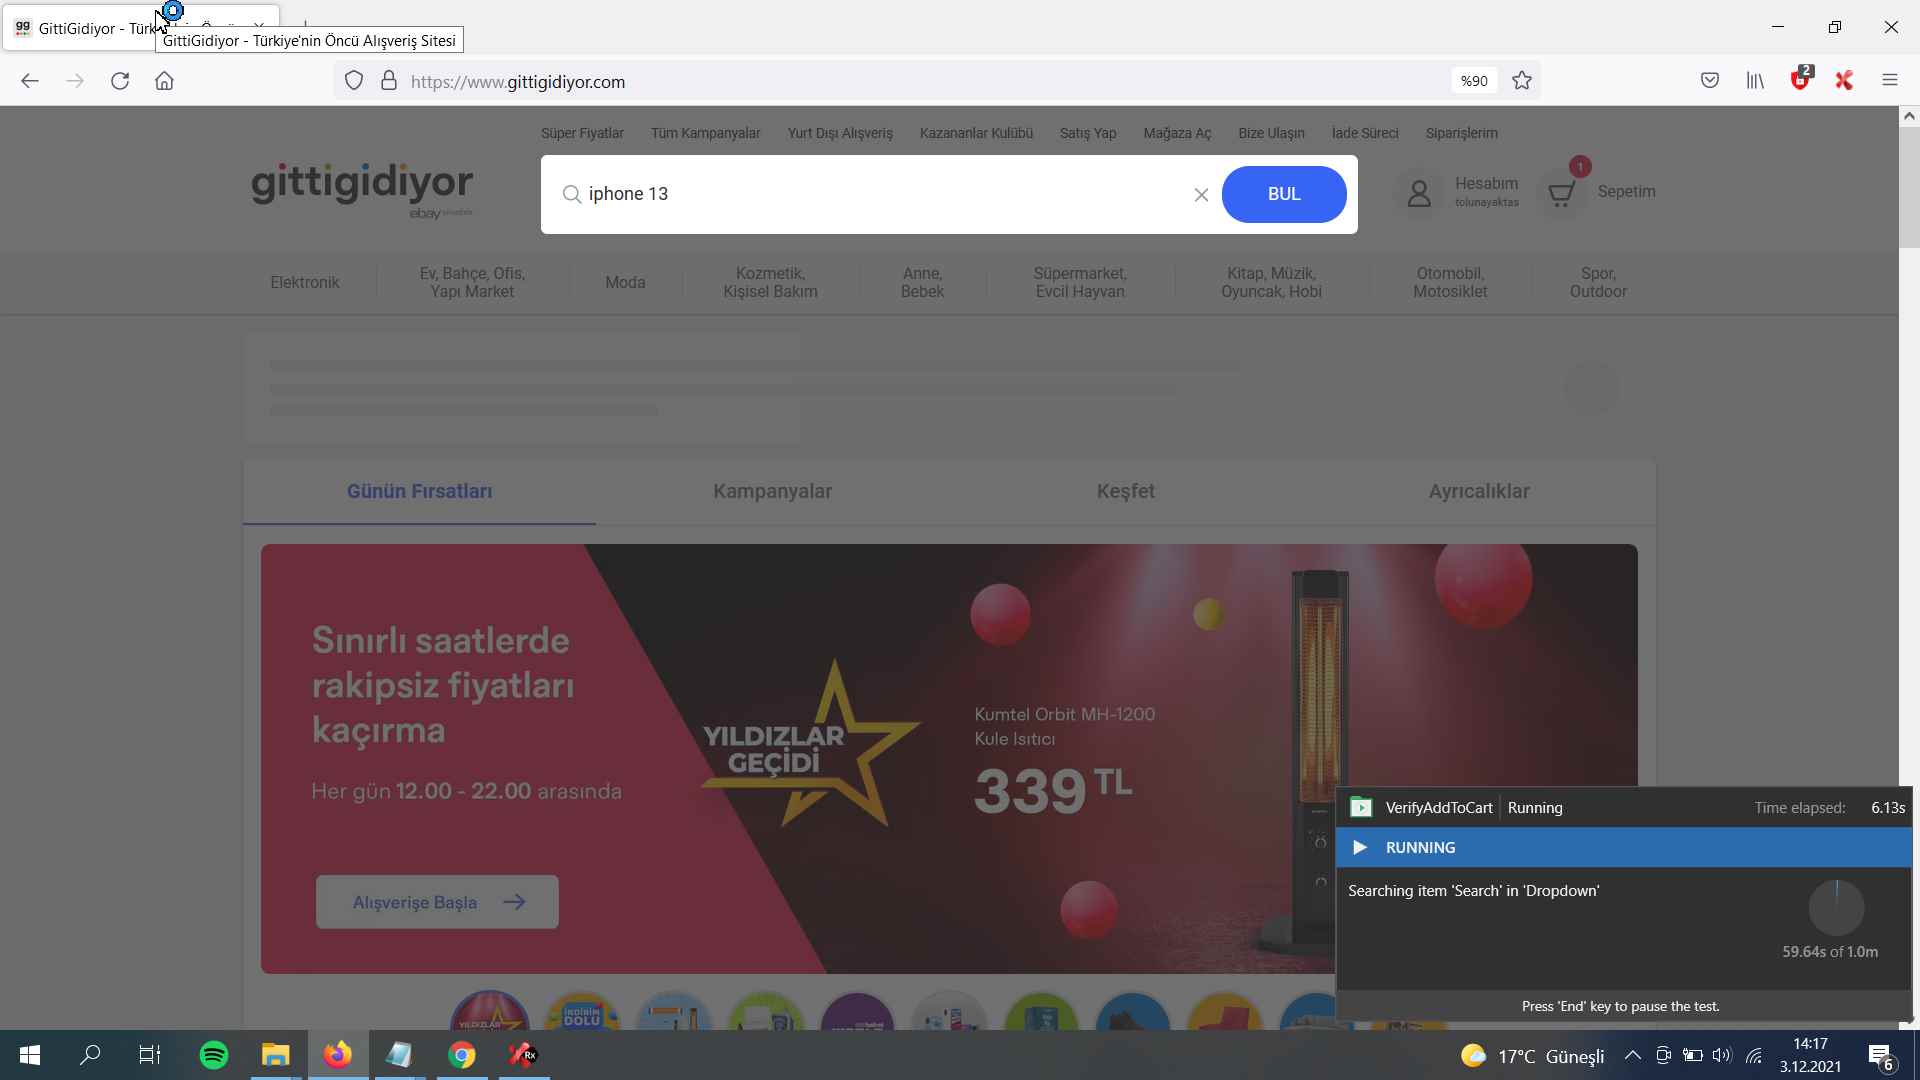 GittiGidiyor - Türk
GittiGidiyor - Türkiye'nin Öncü Alışveriş Sitesi
https://www.gittigidiyor.com
%90
2
Süper Fiyatlar
Tüm Kampanyalar
Yurt Dışı Alışveriş
Kazananlar Kulübü
Satış Yap
Mağaza Aç
Bize Ulaşın
İade Süreci
Siparişlerim
gittigidiyor
ebay
iphone 13
BUL
Hesabım
tolunayaktas
1
Sepetim
Elektronik
Ev, Bahçe, Ofis,
Yapı Market
Moda
Kozmetik,
Kişisel Bakım
Anne,
Bebek
Süpermarket,
Evcil Hayvan
Kitap, Müzik,
Oyuncak, Hobi
Otomobil,
Motosiklet
Spor,
Outdoor
Günün Fırsatları
Kampanyalar
Keşfet
Ayrıcalıklar
Sınırlı saatlerde
rakipsiz fiyatları
kaçırma
Her gün 12.00 - 22.00 arasında
Alışverişe Başla
YILDIZLAR
GEÇİDİ
Kumtel Orbit MH-1200
Kule Isıtıcı
339 TL
VerifyAddToCart
Running
Time elapsed: 6.13s
RUNNING
Searching item 'Search' in 'Dropdown'
59.64s of 1.0m
Press 'End' key to pause the test.
YILDIZLAR
İNDİRİM
DOLU
Rx
17°C Güneşli
14:17
3.12.2021
6